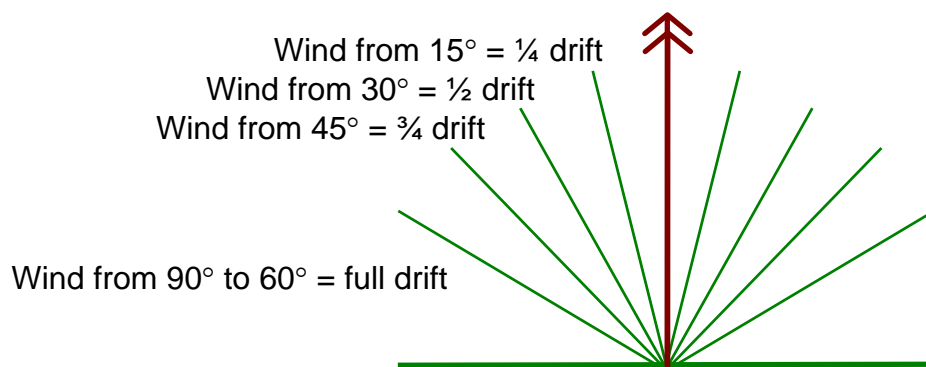 Wind from 15° = ¼ drift
Wind from 30° = ½ drift
Wind from 45° = ¾ drift
Wind from 90° to 60° = full drift